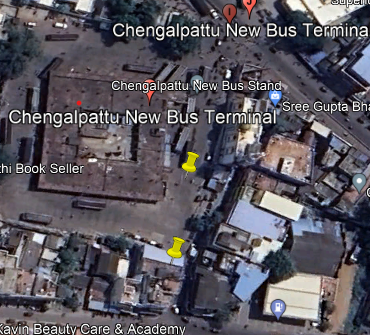 Chengalpattu New Bus Termina
Chengalpattu New Bus Stand
Sree Gupta Bha
Chengalpattu New Bus Terminal
thi Book Seller
Kavin Beauty Care & Academy